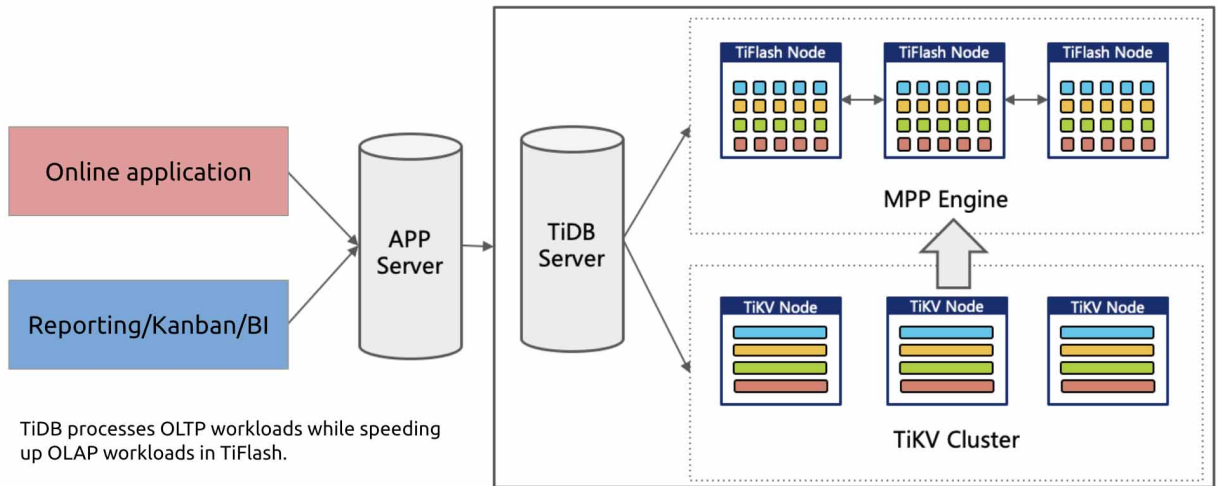 Online application
Reporting/Kanban/BI
TiDB processes OLTP workloads while speeding
up OLAP workloads in TiFlash.
APP
Server
TiDB
Server
TiFlash Node
TiFlash Node
TiFlash Node
MPP Engine
TiKV Node
TiKV Node
TiKV Node
TiKV Cluster